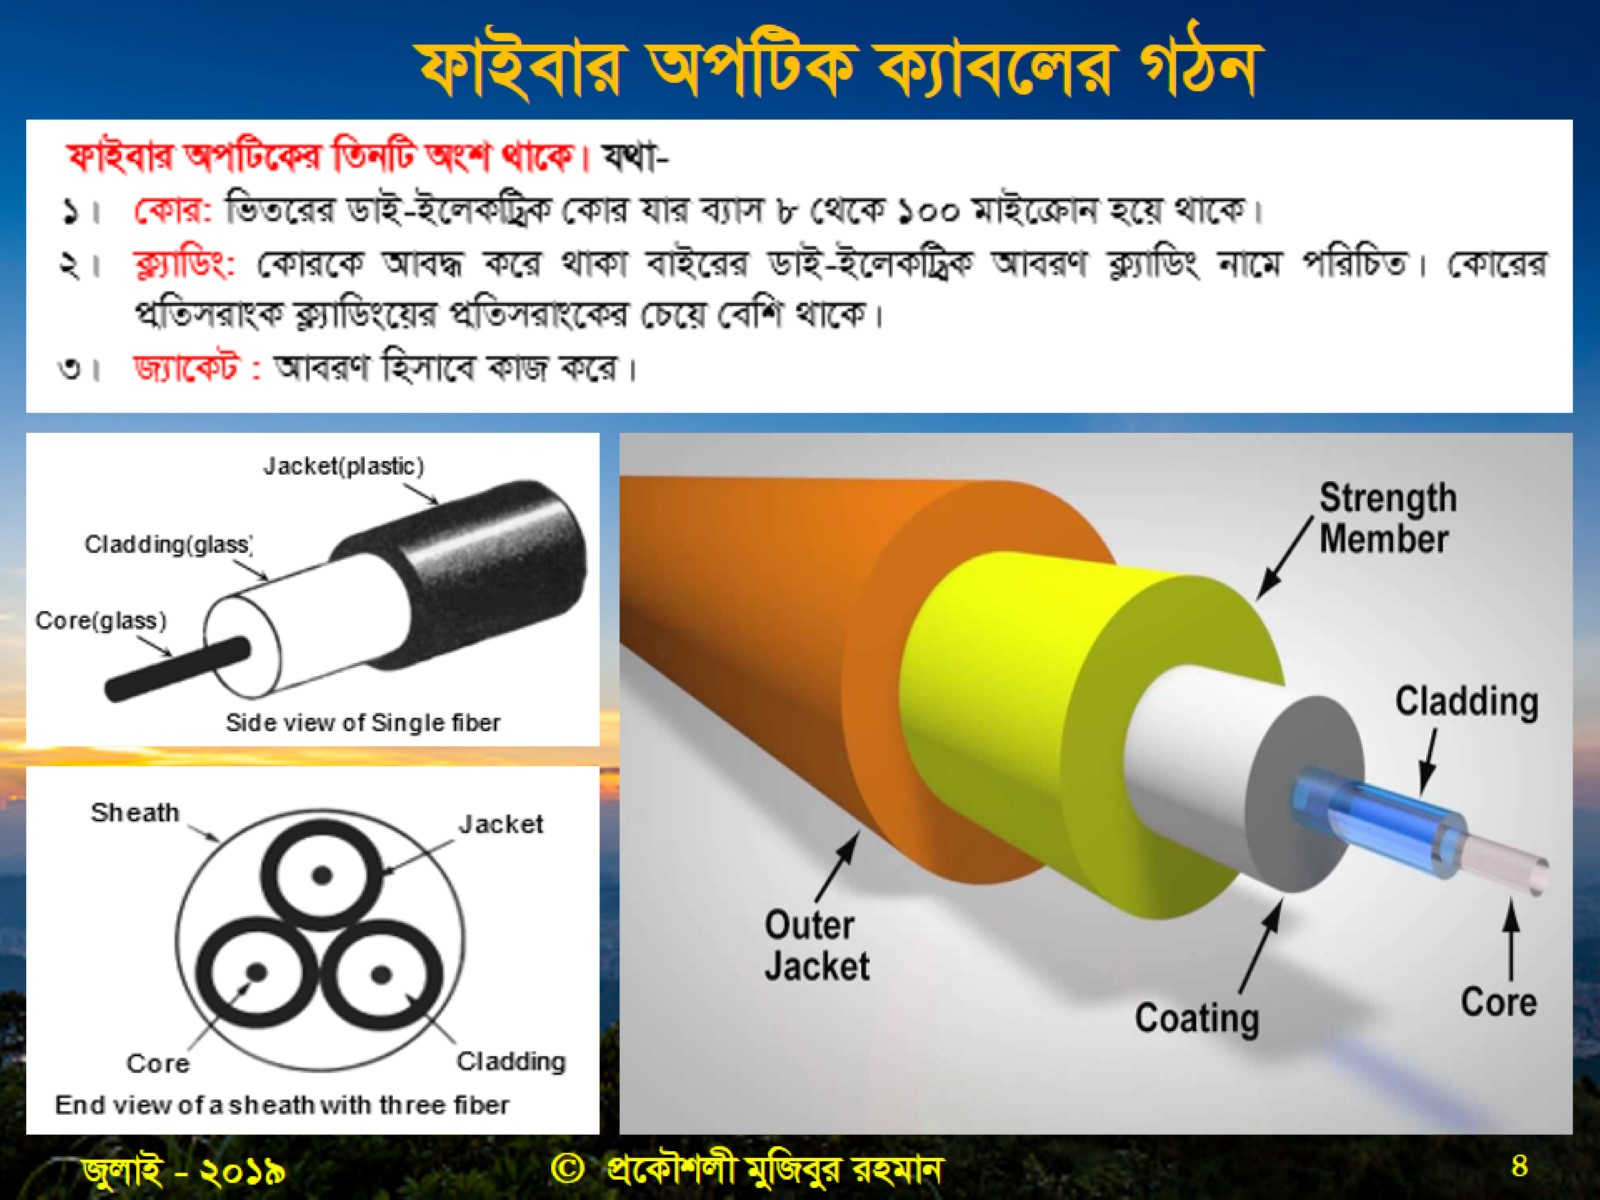 ফাইবার অপটিক ক্যাবলের গঠন
ফাইবার অপটিকের তিনটি অংশ থাকে। যথা-
১। কোর: ভিতরের ডাই-ইলেকট্রিক কোর যার ব্যাস ৮ থেকে ১০০ মাইক্রোন হয়ে থাকে।
২। ক্ল্যাডিং: কোরকে আবদ্ধ করে থাকা বাইরের ডাই-ইলেকট্রিক আবরণ ক্ল্যাডিং নামে পরিচিত। কোরের
প্রতিসরাংক ক্ল্যাডিংয়ের প্রতিসরাংকের চেয়ে বেশি থাকে।
৩। জ্যাকেট : আবরণ হিসাবে কাজ করে।
Jacket(plastic)
Cladding(glass)
Core(glass)
Side view of Single fiber
Sheath
Jacket
Core
Cladding
End view of a sheath with three fiber
Strength
Member
Cladding
Outer
Jacket
Coating
Core
জুলাই - ২০১৯
© প্রকৌশলী মুজিবুর রহমান
8